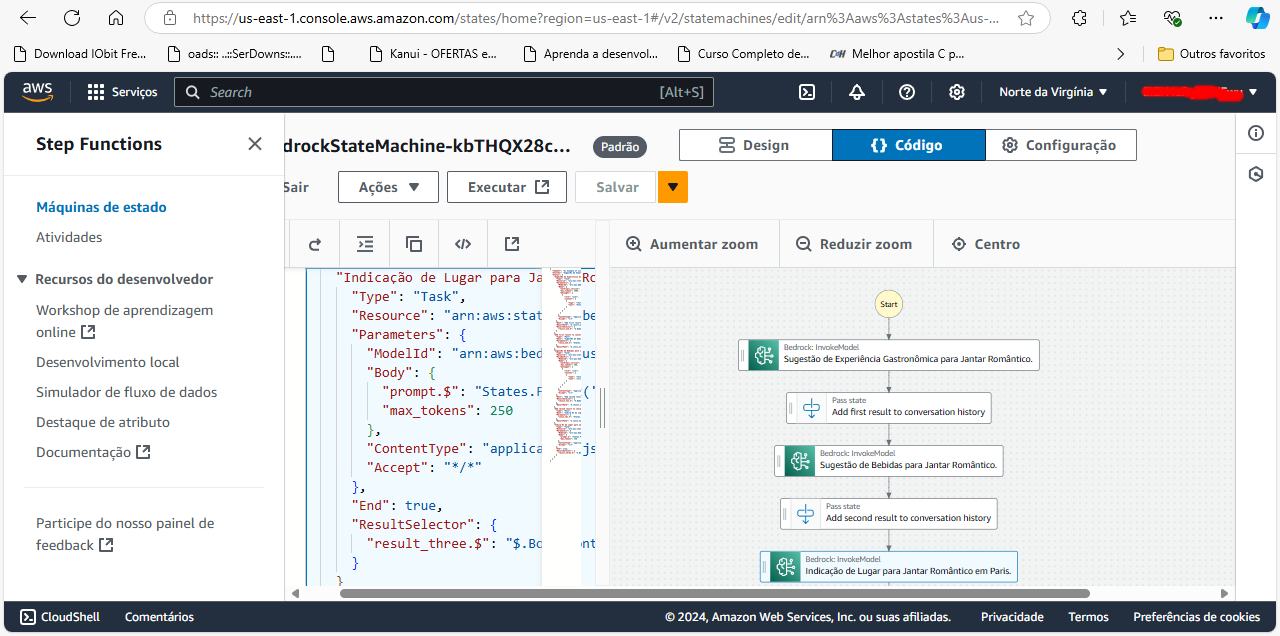 https://us-east-1.console.aws.amazon.com/states/home?region=us-east-1#/v2/statemachines/edit/arn%3Aaws%3Astates%3Aus-...
Download IObit Fre...
oads:: ..::SerDowns::....
Kanui - OFERTAS e...
Aprenda a desenvol...
Curso Completo de...
Melhor apostila C p...
Outros favoritos
aws
Serviços
Search
[Alt+S]
Norte da Virgínia
Step Functions
Máquinas de estado
Atividades
Recursos do desenvolvedor
Workshop de aprendizagem
online
Desenvolvimento local
Simulador de fluxo de dados
Destaque de atributo
Documentação
Participe do nosso painel de
feedback
drockStateMachine-kbTHQX28c...
Padrão
Design
{} Código
Configuração
Sair
Ações
Executar
Salvar
Aumentar zoom
Reduzir zoom
Centro
"Indicação de Lugar para Ja Ro
"Type": "Task",
"Resource": "arn:aws:stat be
"Parameters": {
"ModelId": "arn:aws:bed us
"Body": {
"prompt.$": "States.F ('
"max_tokens": 250
},
"ContentType": "applica js
"Accept": "*/*"
},
"End": true,
"ResultSelector": {
"result_three.$": "$.Bo ont
}
}
Start
Bedrock: InvokeModel
Sugestão de Experiência Gastronômica para Jantar Romântico.
Pass state
Add first result to conversation history
Bedrock: InvokeModel
Sugestão de Bebidas para Jantar Romântico.
Pass state
Add second result to conversation history
Bedrock: InvokeModel
Indicação de Lugar para Jantar Romântico em Paris.
CloudShell
Comentários
© 2024, Amazon Web Services, Inc. ou suas afiliadas.
Privacidade
Termos
Preferências de cookies